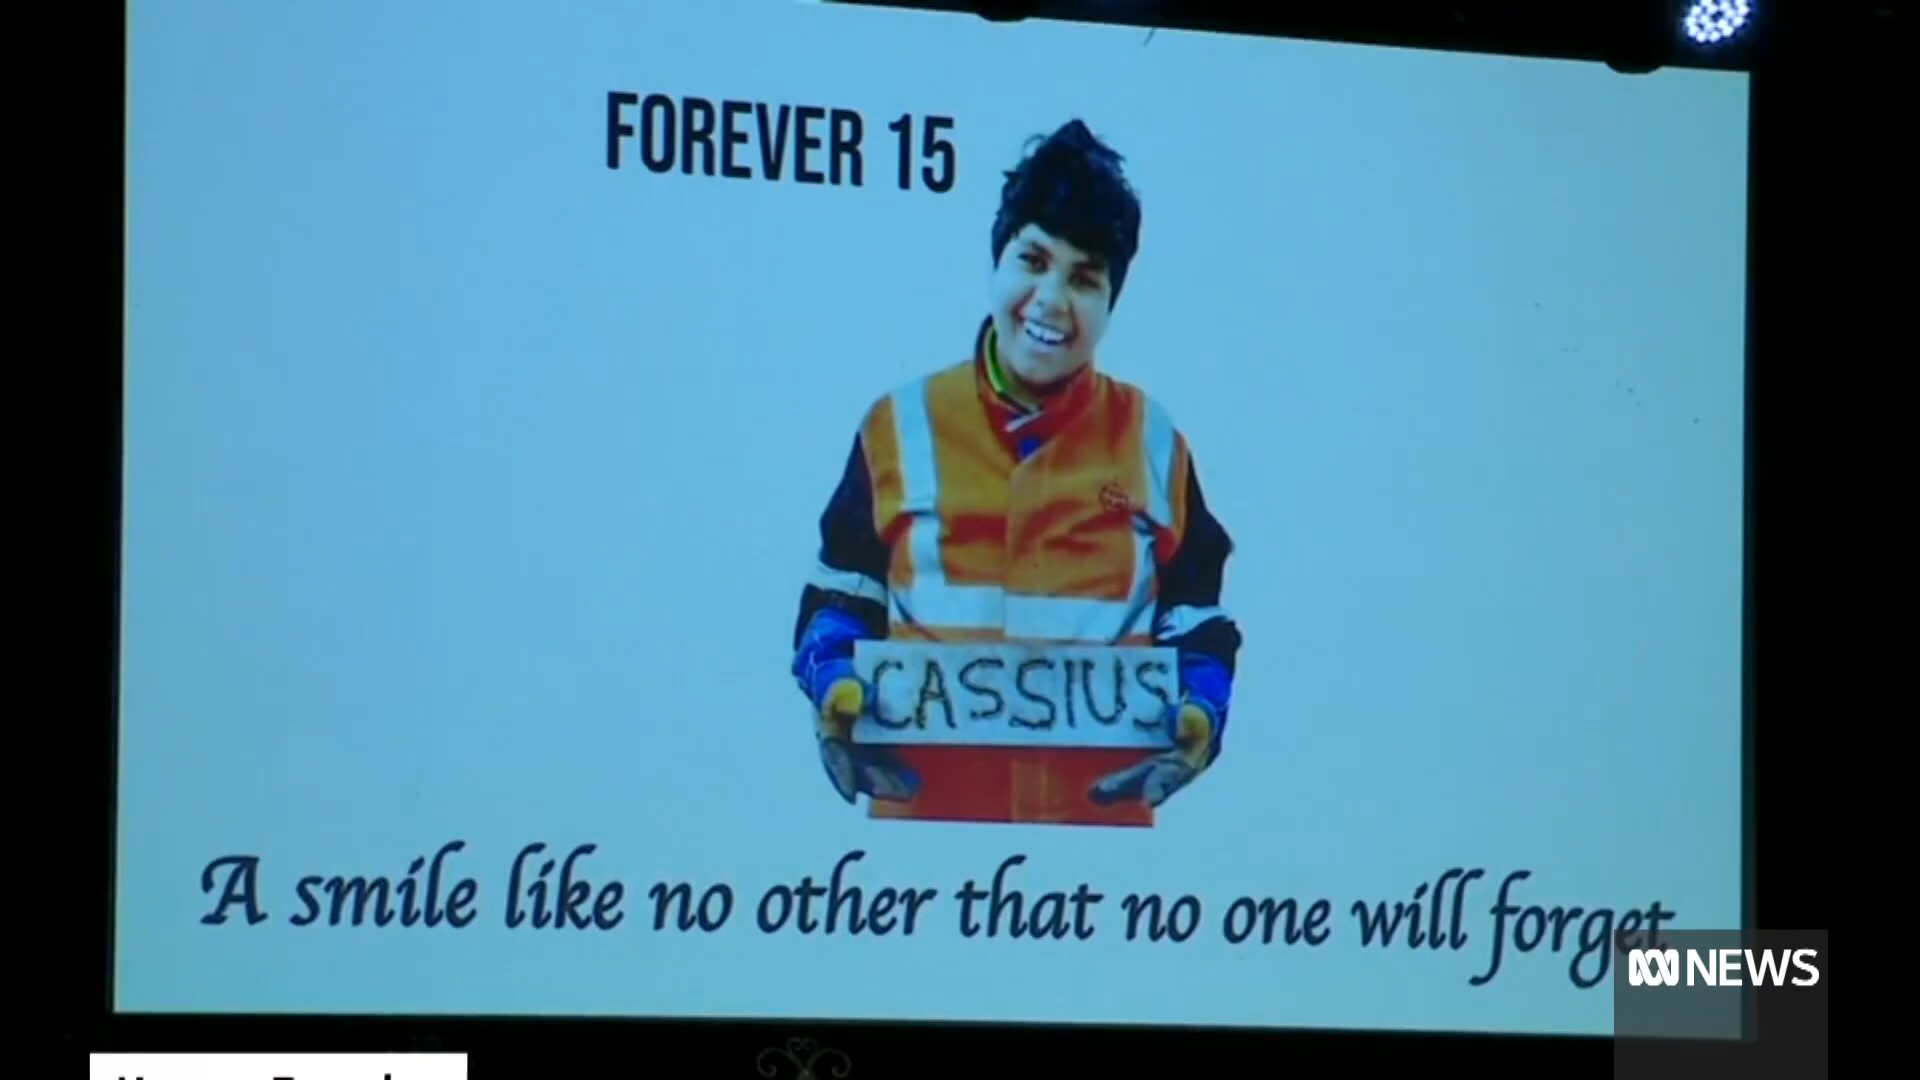 FOREVER 15
CASSIUS
A smile like no other that no one will forget
NEWS